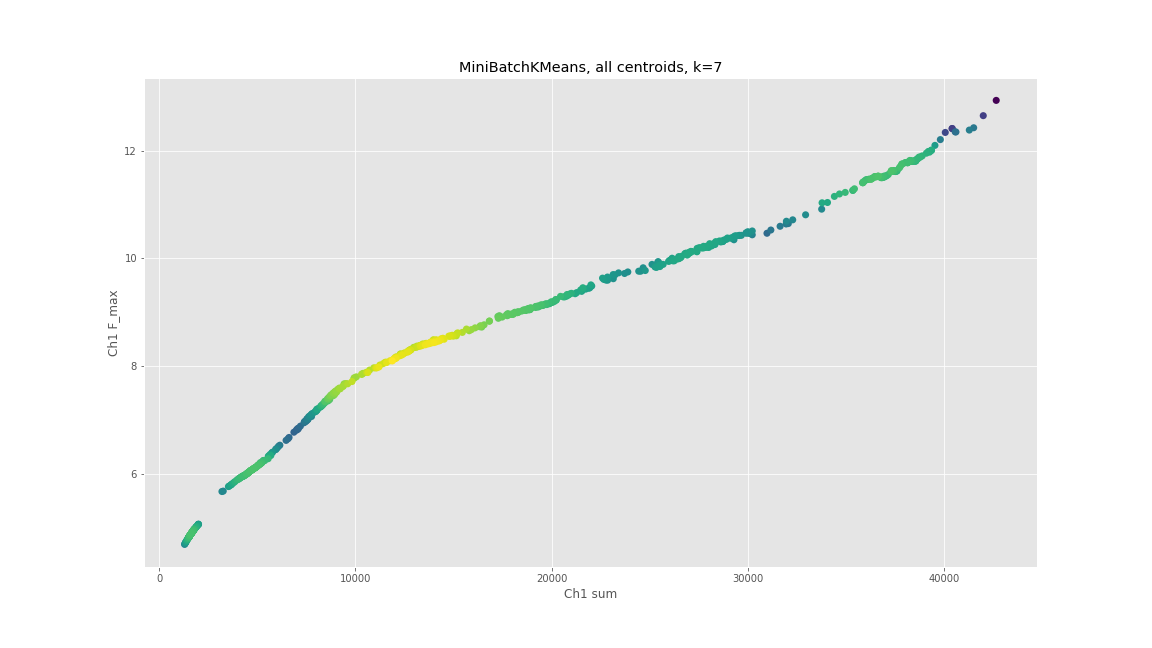 MiniBatchKMeans, all centroids, k=7
12
10
8
6
Ch1 F_max
0 10000 20000 30000 40000
Ch1 sum